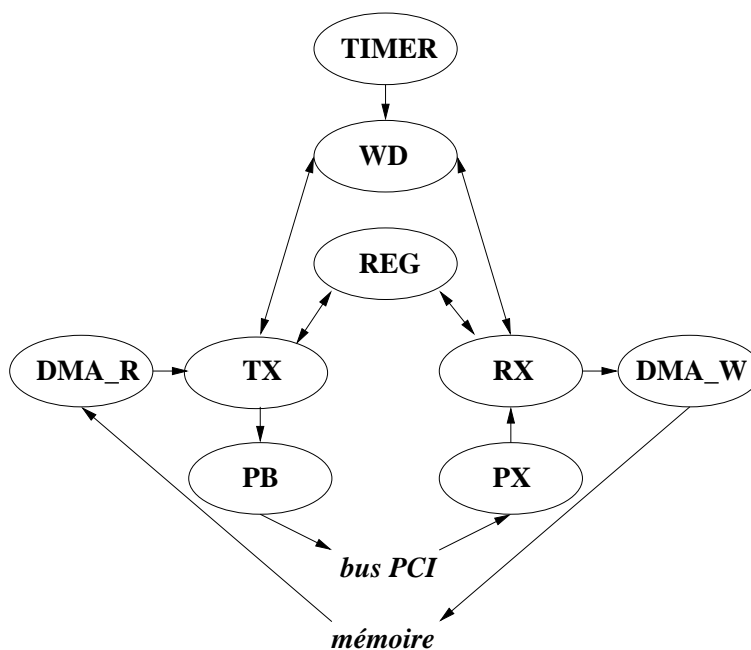 TIMER
WD
REG
DMA_R
TX
RX
DMA_W
PB
PX
bus PCI
mémoire